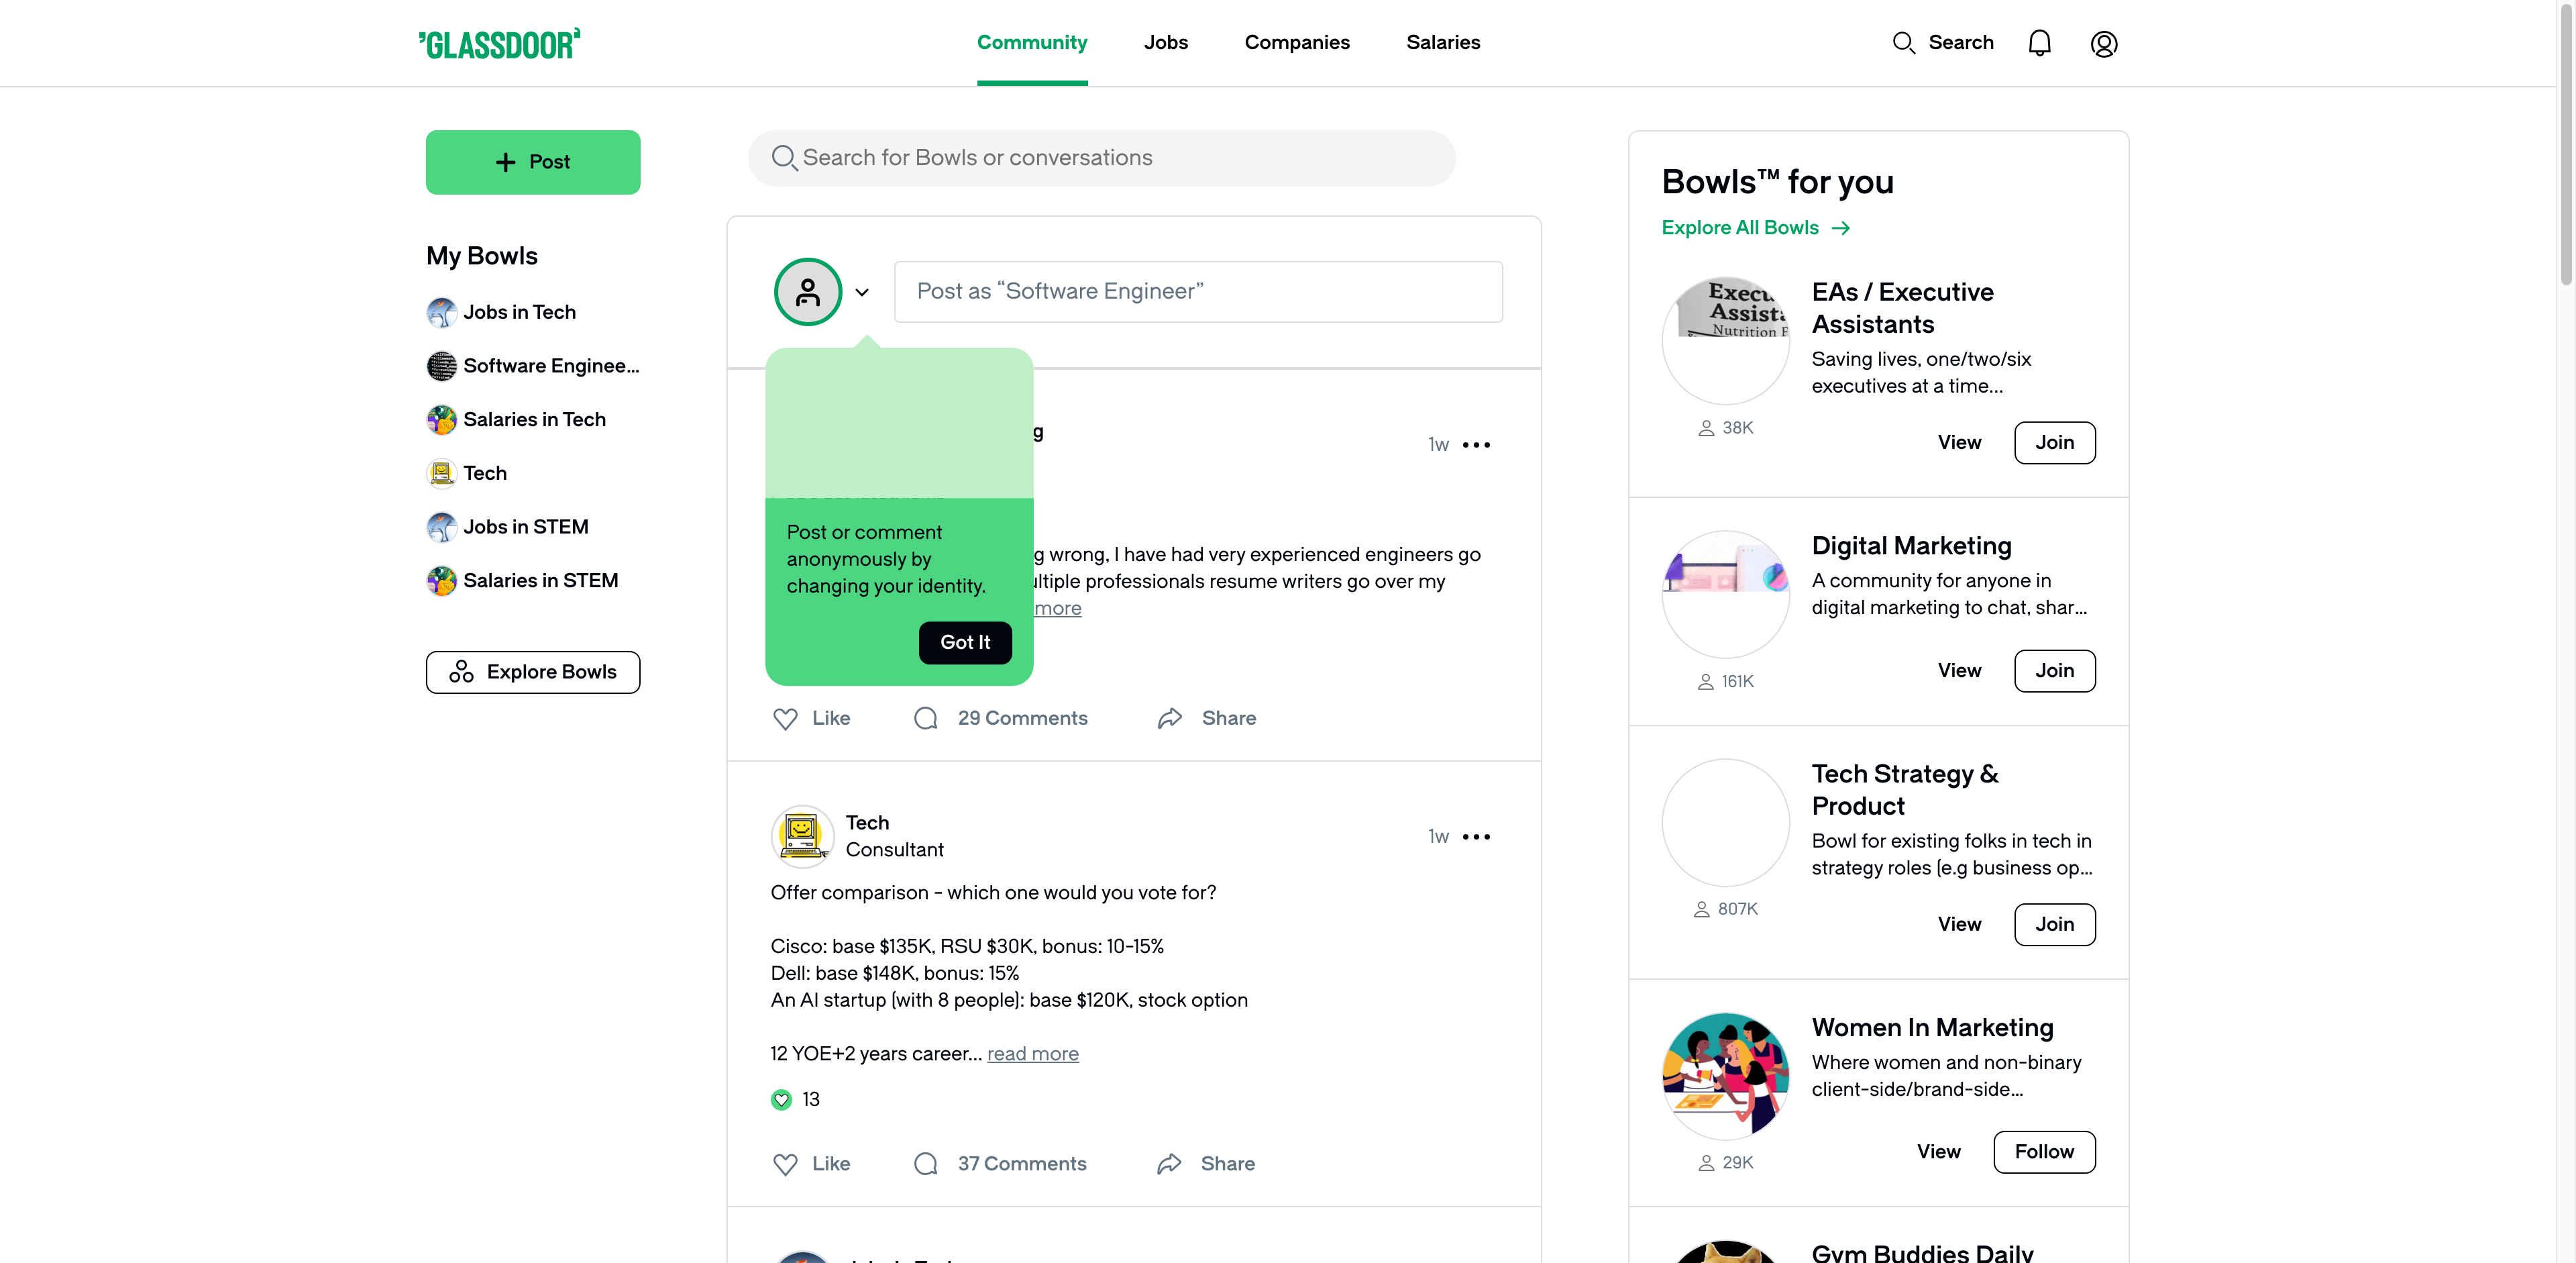 GLASSDOOR
Community
Jobs
Companies
Salaries
Search
Post
My Bowls
Jobs in Tech
Software Enginee...
Salaries in Tech
Tech
Jobs in STEM
Salaries in STEM
Explore Bowls
Search for Bowls or conversations
Post as “Software Engineer”
Post or comment
anonymously by
changing your identity.
Got It
1w
wrong, I have had very experienced engineers go
professionals resume writers go over my
more
Like
29 Comments
Share
Tech
Consultant
1w
Offer comparison - which one would you vote for?
Cisco: base $135K, RSU $30K, bonus: 10-15%
Dell: base $148K, bonus: 15%
An AI startup (with 8 people): base $120K, stock option
12 YOE+2 years career... read more
13
Like
37 Comments
Share
Bowls™ for you
Explore All Bowls
EAs / Executive
Assistants
Saving lives, one/two/six
executives at a time...
38K
View
Join
Digital Marketing
A community for anyone in
digital marketing to chat, shar...
161K
View
Join
Tech Strategy &
Product
Bowl for existing folks in tech in
strategy roles (e.g business op...
807K
View
Join
Women In Marketing
Where women and non-binary
client-side/brand-side...
29K
View
Follow
Gym Buddies Daily